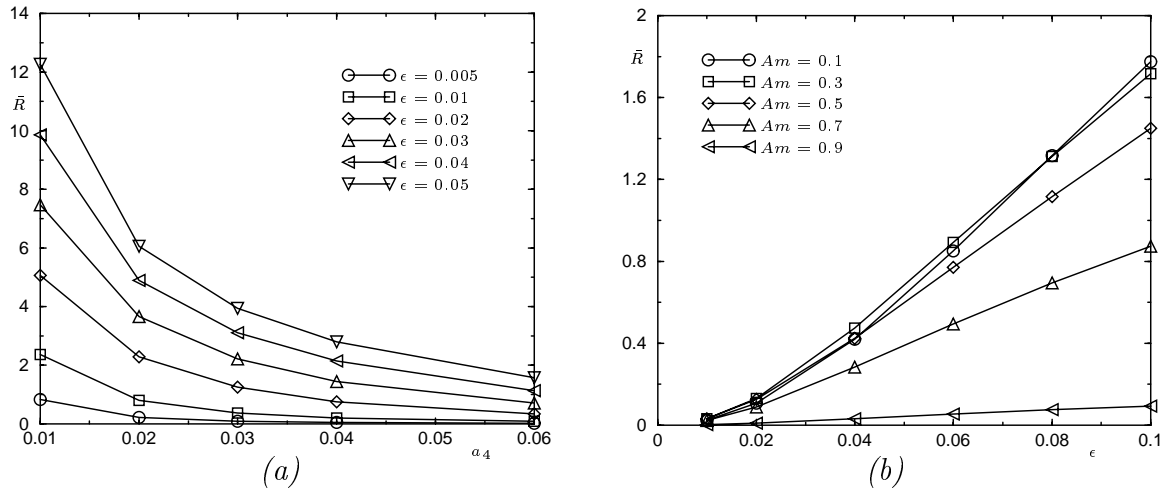 14
12
R̄
10
8
6
4
2
0
0.01 0.02 0.03 0.04 0.05 0.06
a₄
ϵ = 0.005
ϵ = 0.01
ϵ = 0.02
ϵ = 0.03
ϵ = 0.04
ϵ = 0.05
(a)
2
R̄
1.6
1.2
0.8
0.4
0
0 0.02 0.04 0.06 0.08 0.1
ϵ
Am = 0.1
Am = 0.3
Am = 0.5
Am = 0.7
Am = 0.9
(b)